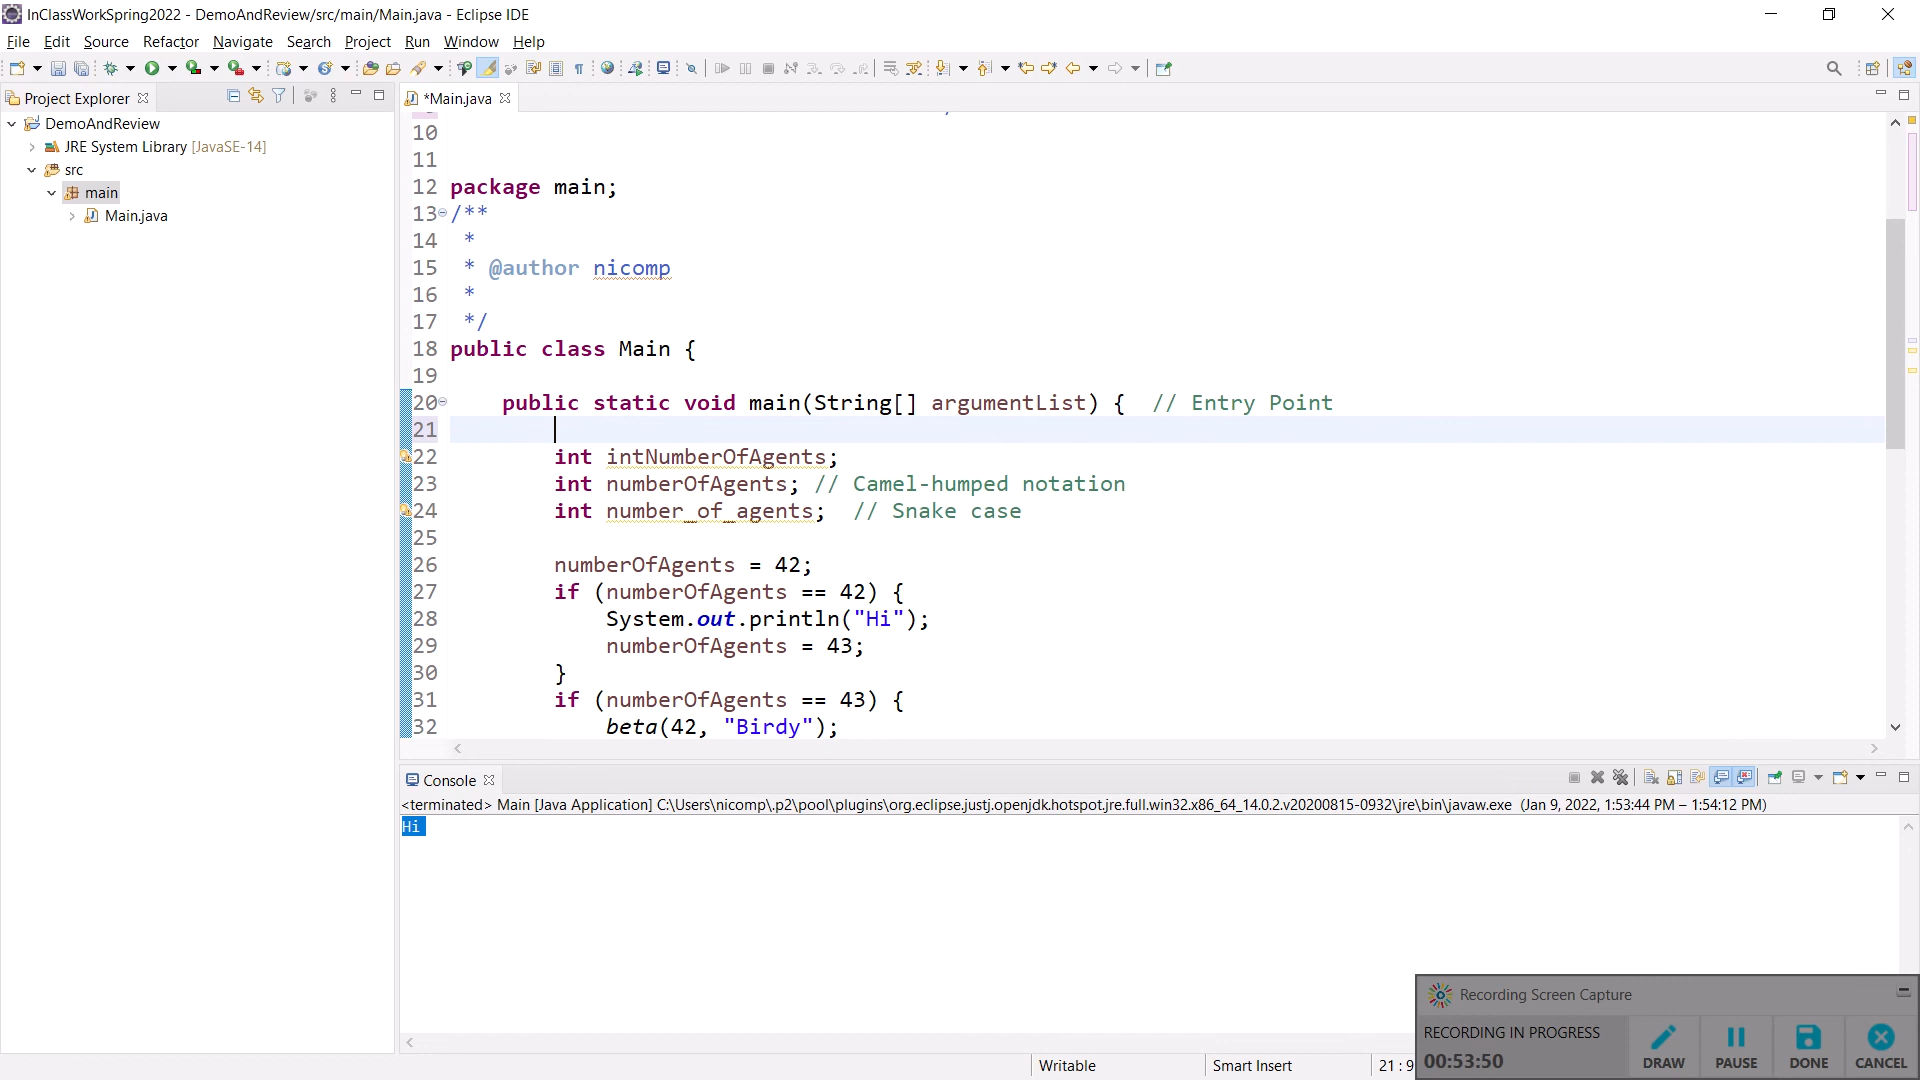 InClassWorkSpring2022 - DemoAndReview/src/main/Main.java - Eclipse IDE
File Edit Source Refactor Navigate Search Project Run Window Help
Project Explorer
*Main.java
DemoAndReview
JRE System Library [JavaSE-14]
src
main
Main.java
10
11
12 package main;
13 /**
14 *
15 * @author nicomp
16 *
17 */
18 public class Main {
19
20 public static void main(String[] argumentList) { // Entry Point
21
22 int intNumberOfAgents;
23 int numberOfAgents; // Camel-humped notation
24 int number_of_agents; // Snake case
25
26 numberOfAgents = 42;
27 if (numberOfAgents == 42) {
28 System.out.println("Hi");
29 numberOfAgents = 43;
30 }
31 if (numberOfAgents == 43) {
32 beta(42, "Birdy");
Console
<terminated> Main [Java Application] C:\Users\nicomp\.p2\pool\plugins\org.eclipse.justj.openjdk.hotspot.jre.full.win32.x86_64_14.0.2.v20200815-0932\jre\bin\javaw.exe (Jan 9, 2022, 1:53:44 PM – 1:54:12 PM)
Hi
Writable
Smart Insert
21 : 9
Recording Screen Capture
RECORDING IN PROGRESS
00:53:50
DRAW
PAUSE
DONE
CANCEL